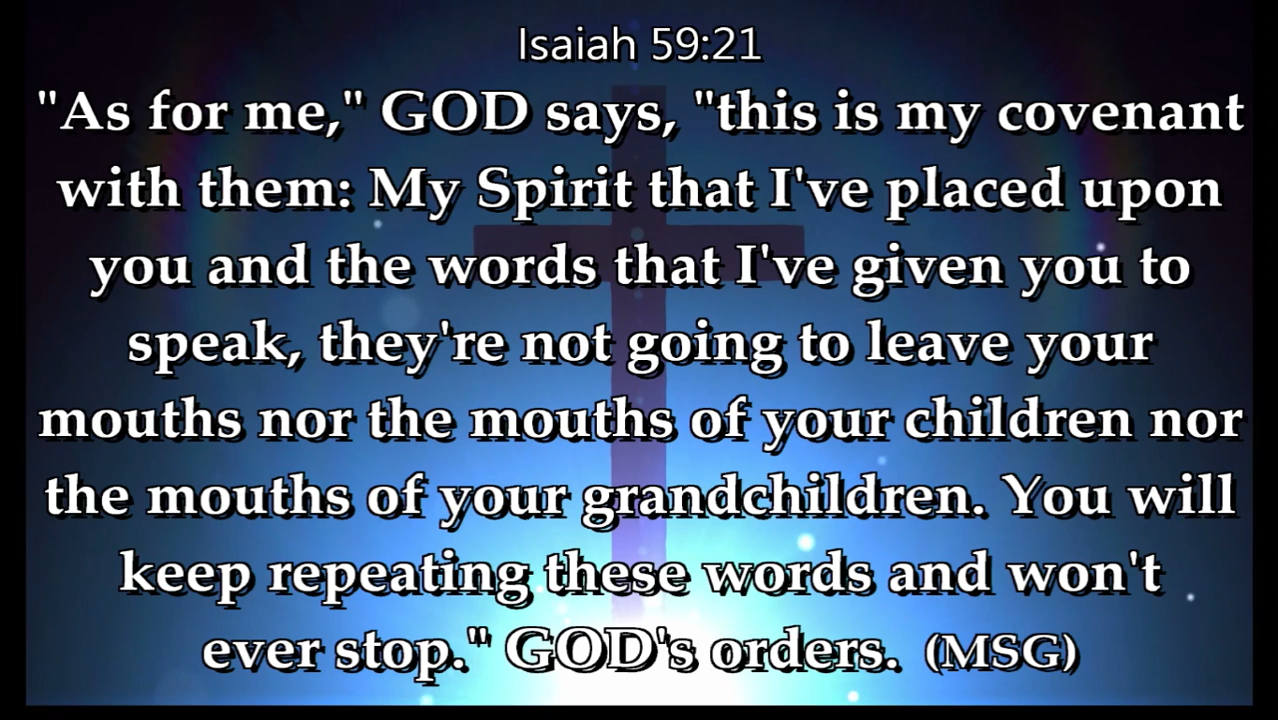 Isaiah 59:21
"As for me," GOD says, "this is my covenant
with them: My Spirit that I've placed upon
you and the words that I've given you to
speak, they're not going to leave your
mouths nor the mouths of your children nor
the mouths of your grandchildren. You will
keep repeating these words and won't
ever stop." GOD's orders. (MSG)